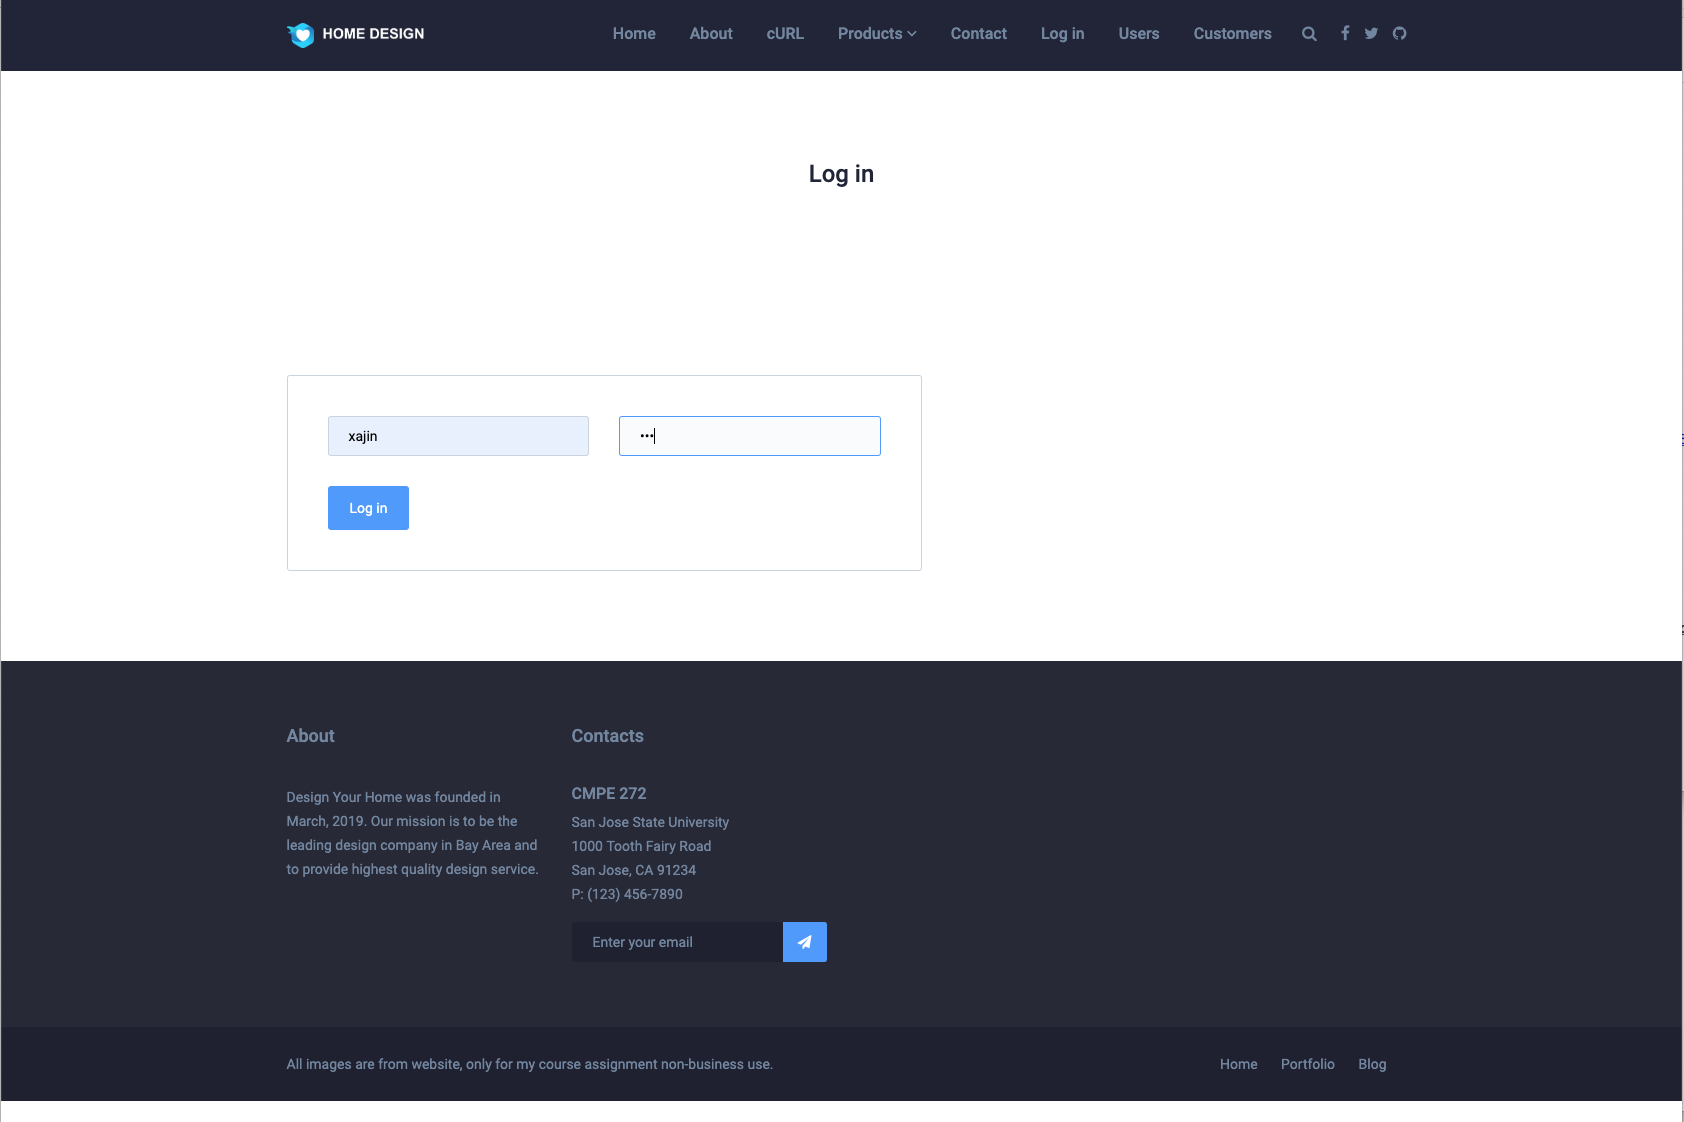 HOME DESIGN
Home About cURL Products Contact Log in Users Customers
Log in
xajin
•••
Log in
About
Design Your Home was founded in
March, 2019. Our mission is to be the
leading design company in Bay Area and
to provide highest quality design service.
Contacts
CMPE 272
San Jose State University
1000 Tooth Fairy Road
San Jose, CA 91234
P: (123) 456-7890
Enter your email
All images are from website, only for my course assignment non-business use.
Home Portfolio Blog